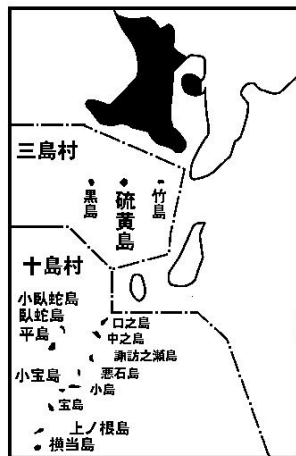 三島村
黒島
硫黄島
竹島
十島村
小臥蛇島
臥蛇島
平島
口之島
中之島
諏訪之瀬島
小宝島
悪石島
小島
宝島
上ノ根島
横当島